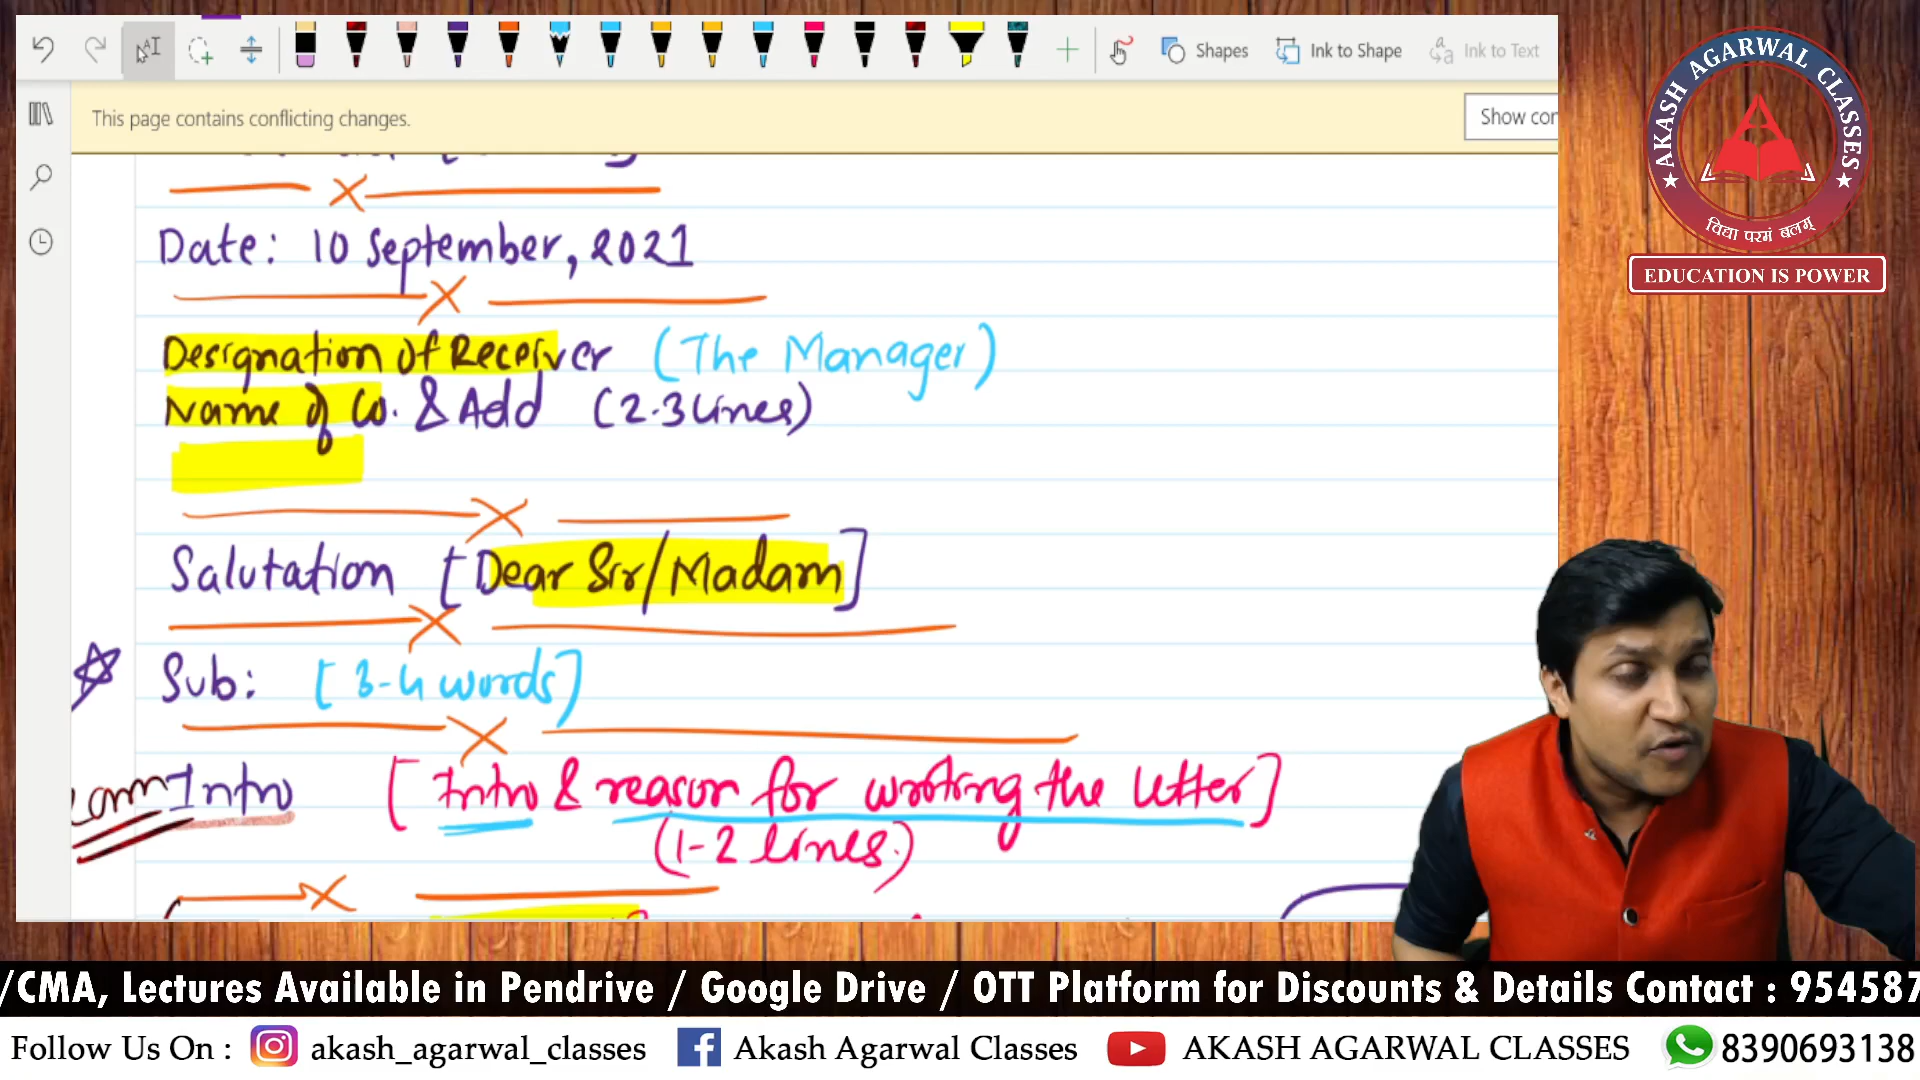 Shapes
Ink to Shape
Ink to Text
This page contains conflicting changes.
Show con
Date: 10 September, 2021
Designation of Receiver (The Manager)
Name of Co. & Add (2-3 lines)
Salutation [Dear Sir/Madam]
Sub: [3-4 words]
Intro [Intro & reason for writing the letter]
(1-2 lines.)
AKASH AGARWAL CLASSES
विद्या परमं बलम्
EDUCATION IS POWER
/CMA, Lectures Available in Pendrive / Google Drive / OTT Platform for Discounts & Details Contact : 954587
Follow Us On : akash_agarwal_classes Akash Agarwal Classes AKASH AGARWAL CLASSES 8390693138